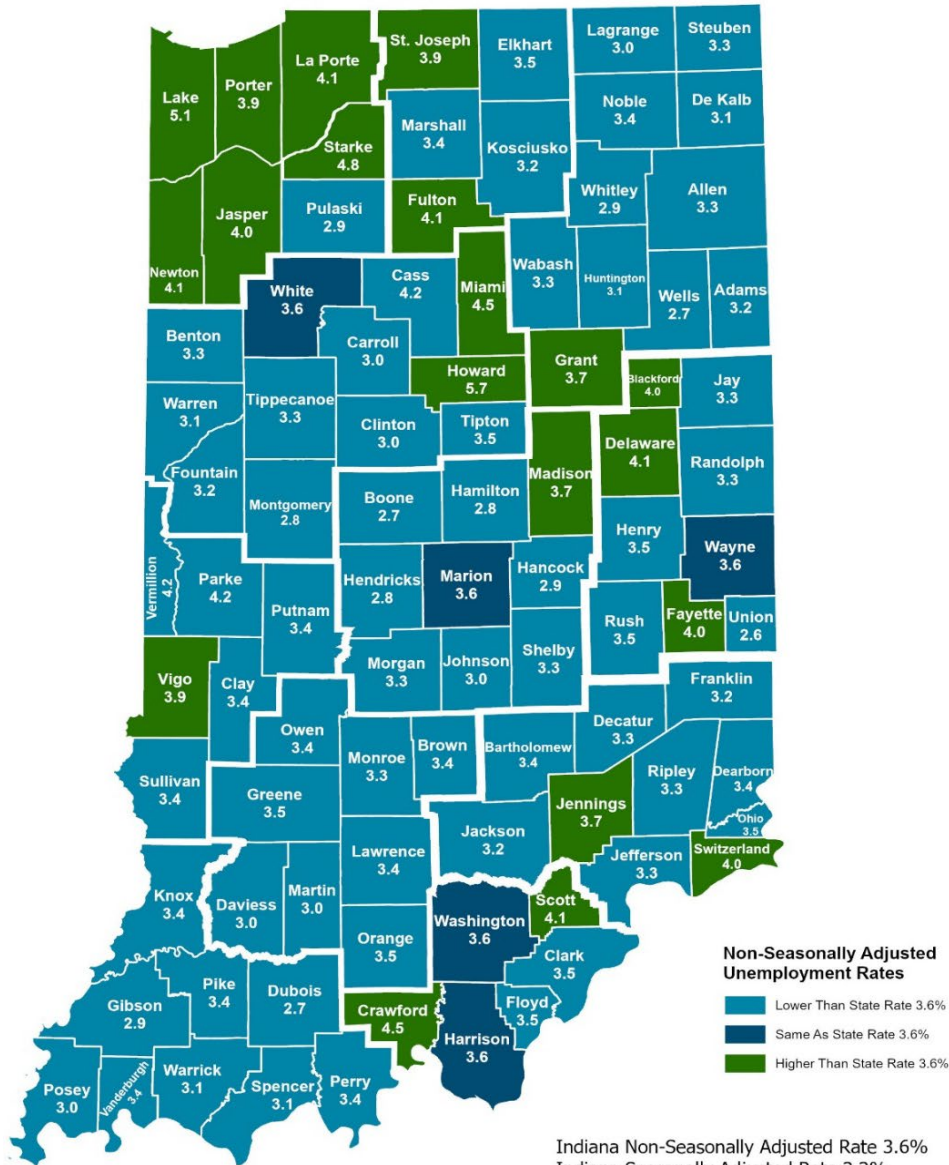 St. Joseph
3.9
Elkhart
3.5
Lagrange
3.0
Steuben
3.3
La Porte
4.1
Porter
3.9
Lake
5.1
Noble
3.4
De Kalb
3.1
Marshall
3.4
Kosciusko
3.2
Starke
4.8
Whitley
2.9
Allen
3.3
Fulton
4.1
Pulaski
2.9
Jasper
4.0
Newton
4.1
White
3.6
Cass
4.2
Miami
4.5
Wabash
3.3
Huntington
3.1
Wells
2.7
Adams
3.2
Benton
3.3
Carroll
3.0
Howard
5.7
Grant
3.7
Blackford
4.0
Jay
3.3
Warren
3.1
Tippecanoe
3.3
Clinton
3.0
Tipton
3.5
Madison
3.7
Delaware
4.1
Randolph
3.3
Fountain
3.2
Montgomery
2.8
Boone
2.7
Hamilton
2.8
Henry
3.5
Wayne
3.6
Vermillion
4.2
Parke
4.2
Putnam
3.4
Hendricks
2.8
Marion
3.6
Hancock
2.9
Rush
3.5
Fayette
4.0
Union
2.6
Vigo
3.9
Clay
3.4
Morgan
3.3
Johnson
3.0
Shelby
3.3
Franklin
3.2
Owen
3.4
Monroe
3.3
Brown
3.4
Bartholomew
3.4
Decatur
3.3
Sullivan
3.4
Greene
3.5
Ripley
3.3
Dearborn
3.4
Ohio
3.5
Jennings
3.7
Jackson
3.2
Switzerland
4.0
Jefferson
3.3
Lawrence
3.4
Knox
3.4
Daviess
3.0
Martin
3.0
Scott
4.1
Washington
3.6
Orange
3.5
Clark
3.5
Gibson
2.9
Pike
3.4
Dubois
2.7
Crawford
4.5
Floyd
3.5
Harrison
3.6
Posey
3.0
Vanderburgh
3.4
Warrick
3.1
Spencer
3.1
Perry
3.4
Non-Seasonally Adjusted
Unemployment Rates
Lower Than State Rate 3.6%
Same As State Rate 3.6%
Higher Than State Rate 3.6%
Indiana Non-Seasonally Adjusted Rate 3.6%